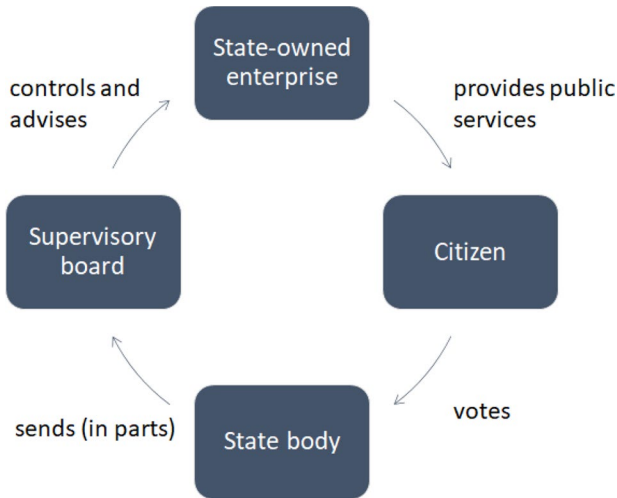 State-owned
enterprise
controls and
advises
provides public
services
Supervisory
board
Citizen
sends (in parts)
votes
State body